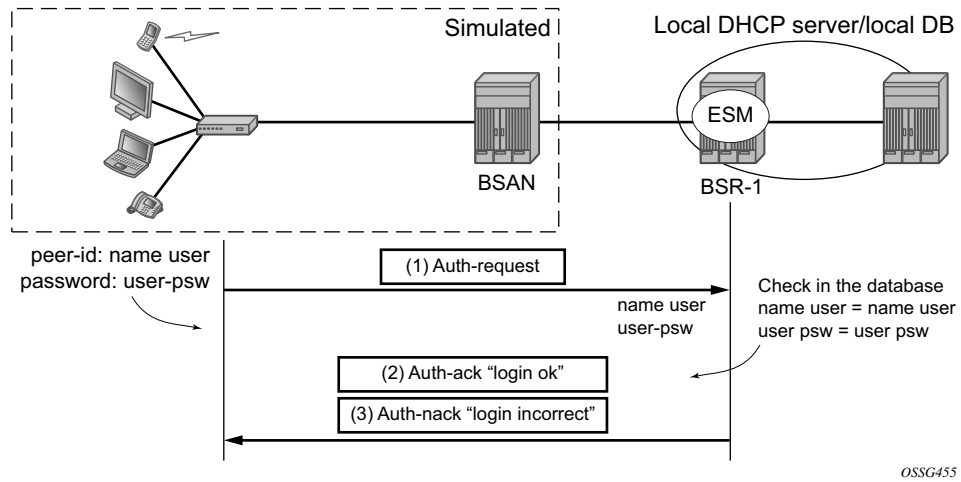 Simulated
Local DHCP server/local DB
ESM
BSAN
BSR-1
peer-id: name user
password: user-psw
(1) Auth-request
name user
user-psw
Check in the database
name user = name user
user psw = user psw
(2) Auth-ack “login ok”
(3) Auth-nack “login incorrect”
OSSG455